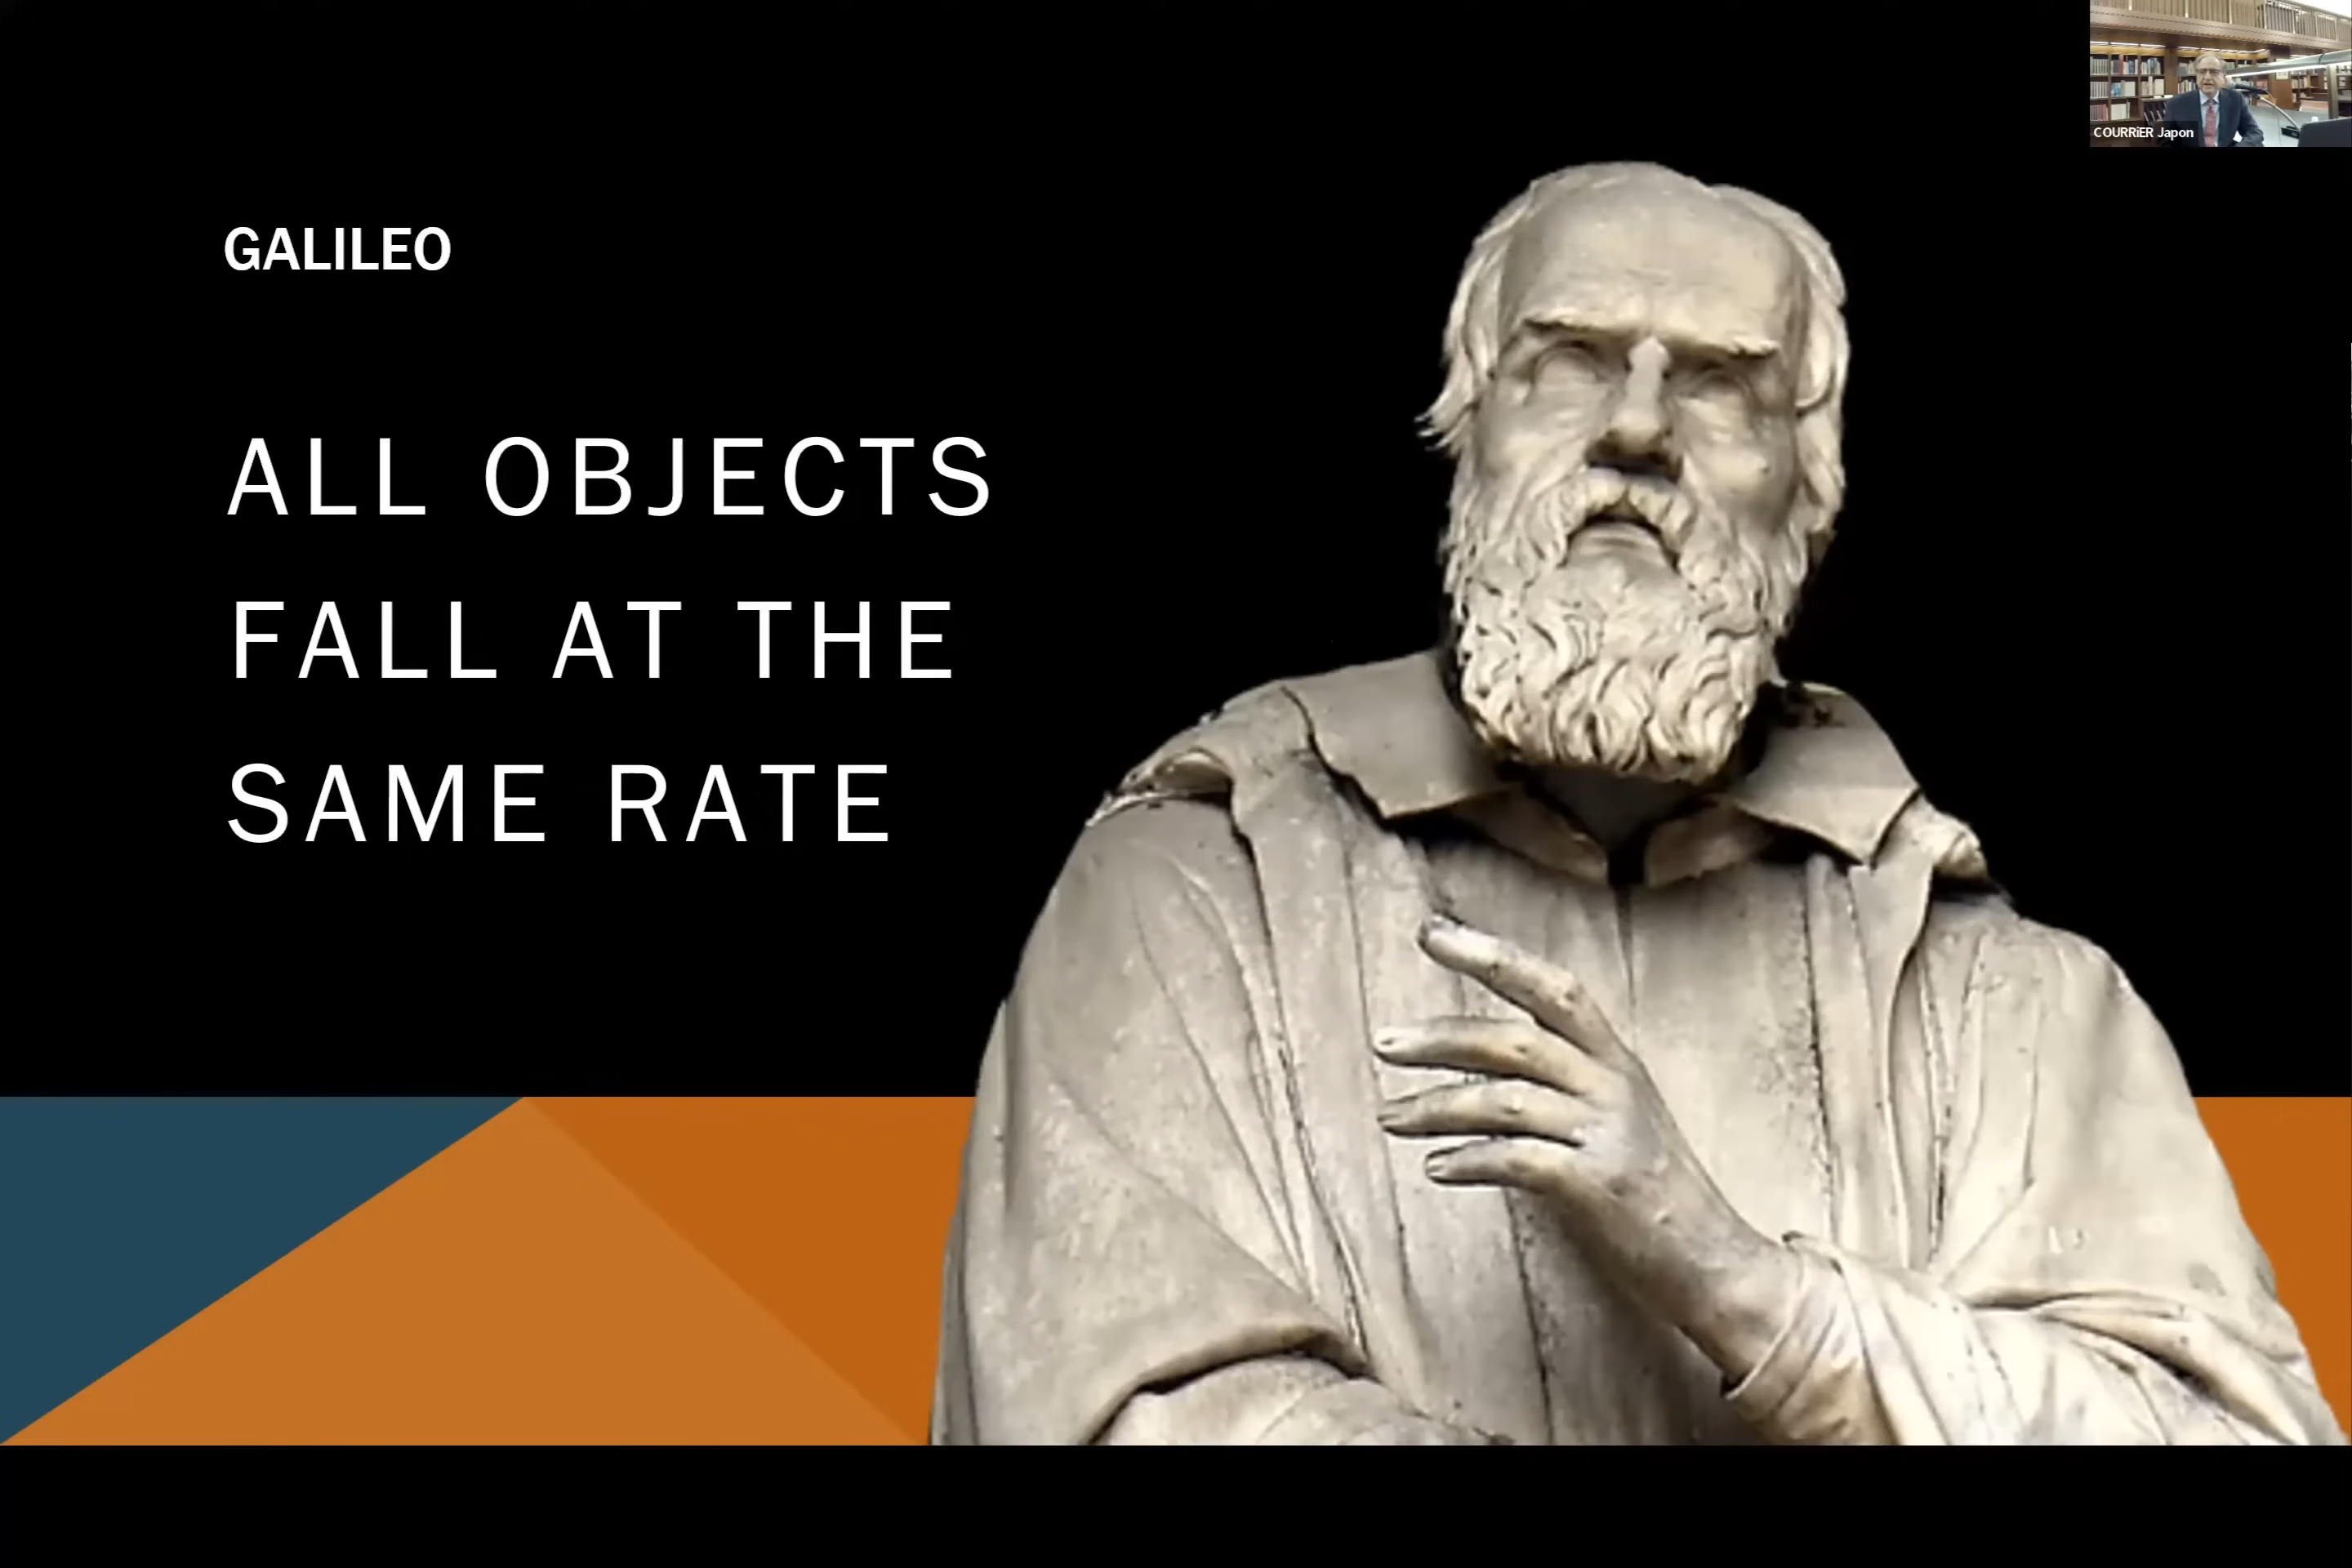 COURRiER Japon
GALILEO
ALL OBJECTS
FALL AT THE
SAME RATE